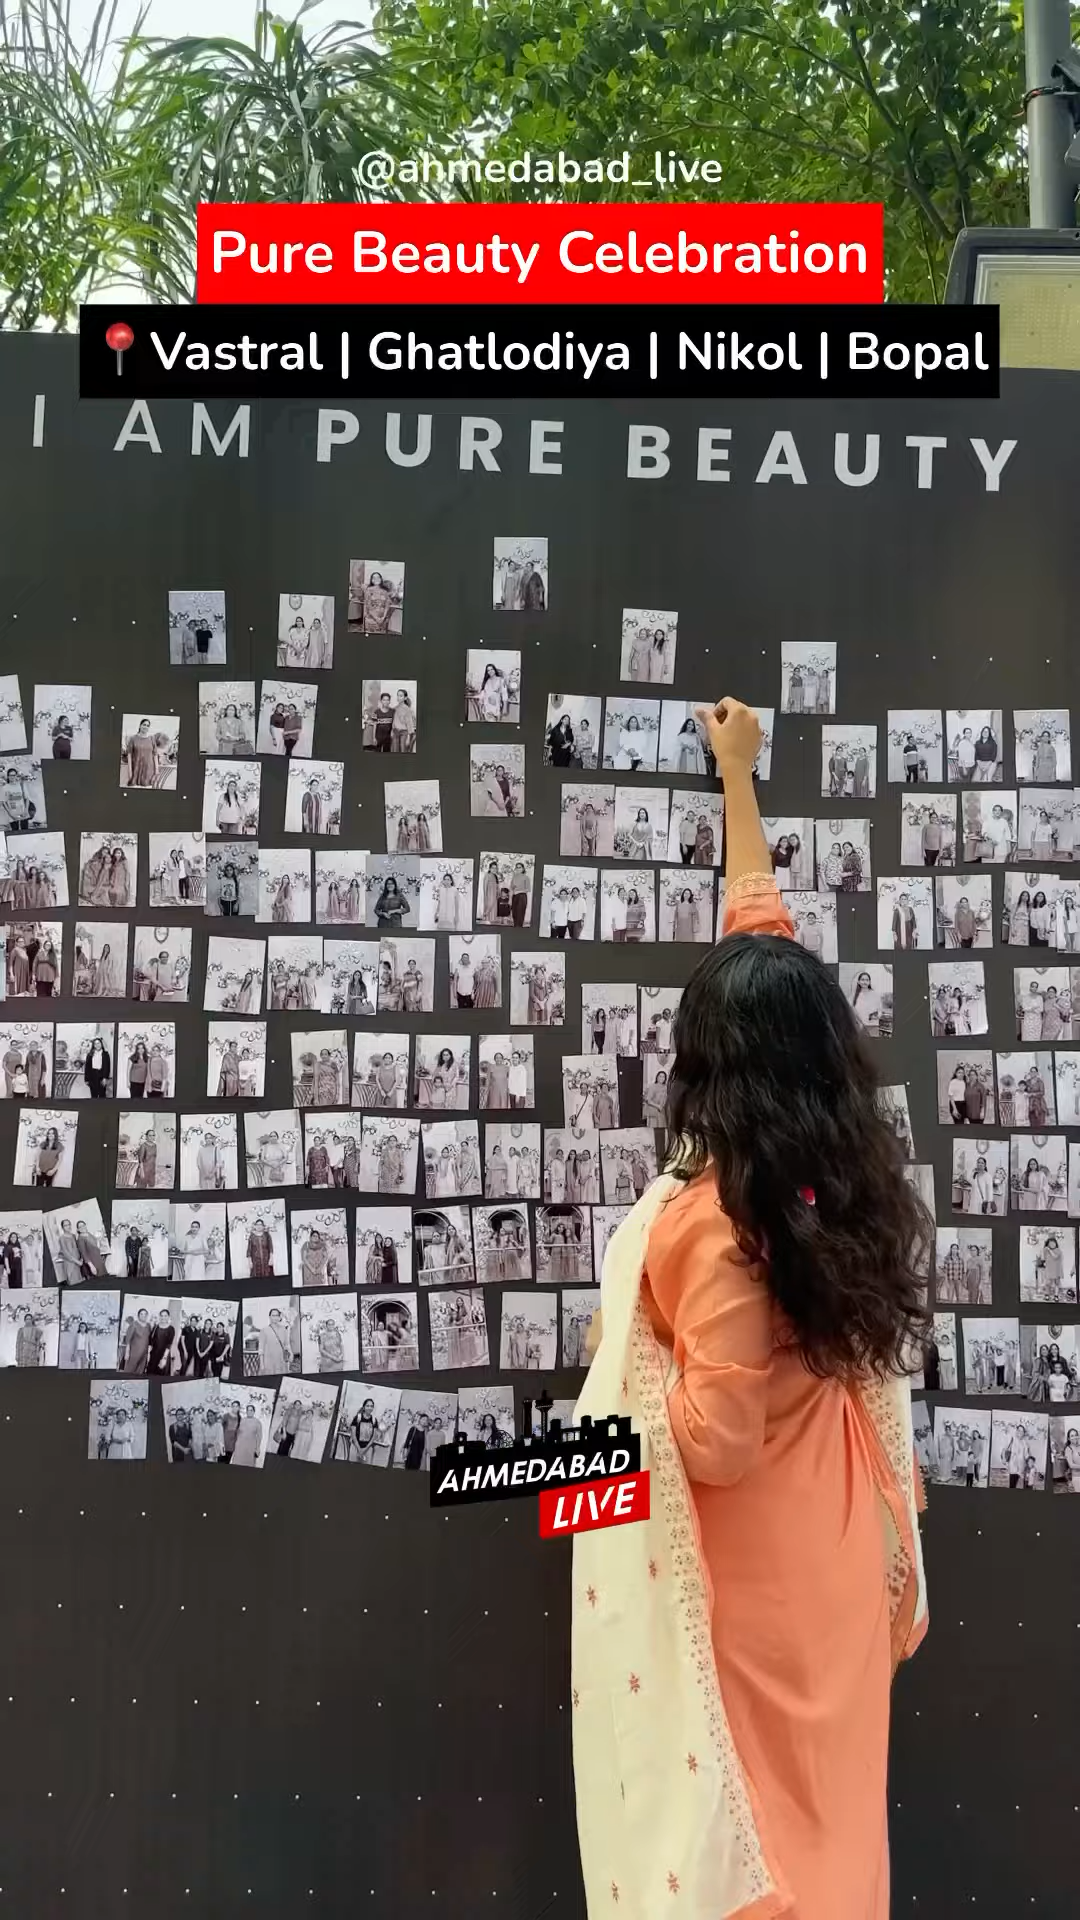 @ahmedabad_live
Pure Beauty Celebration
📍Vastral | Ghatlodiya | Nikol | Bopal
I AM PURE BEAUTY
AHMEDABAD
LIVE